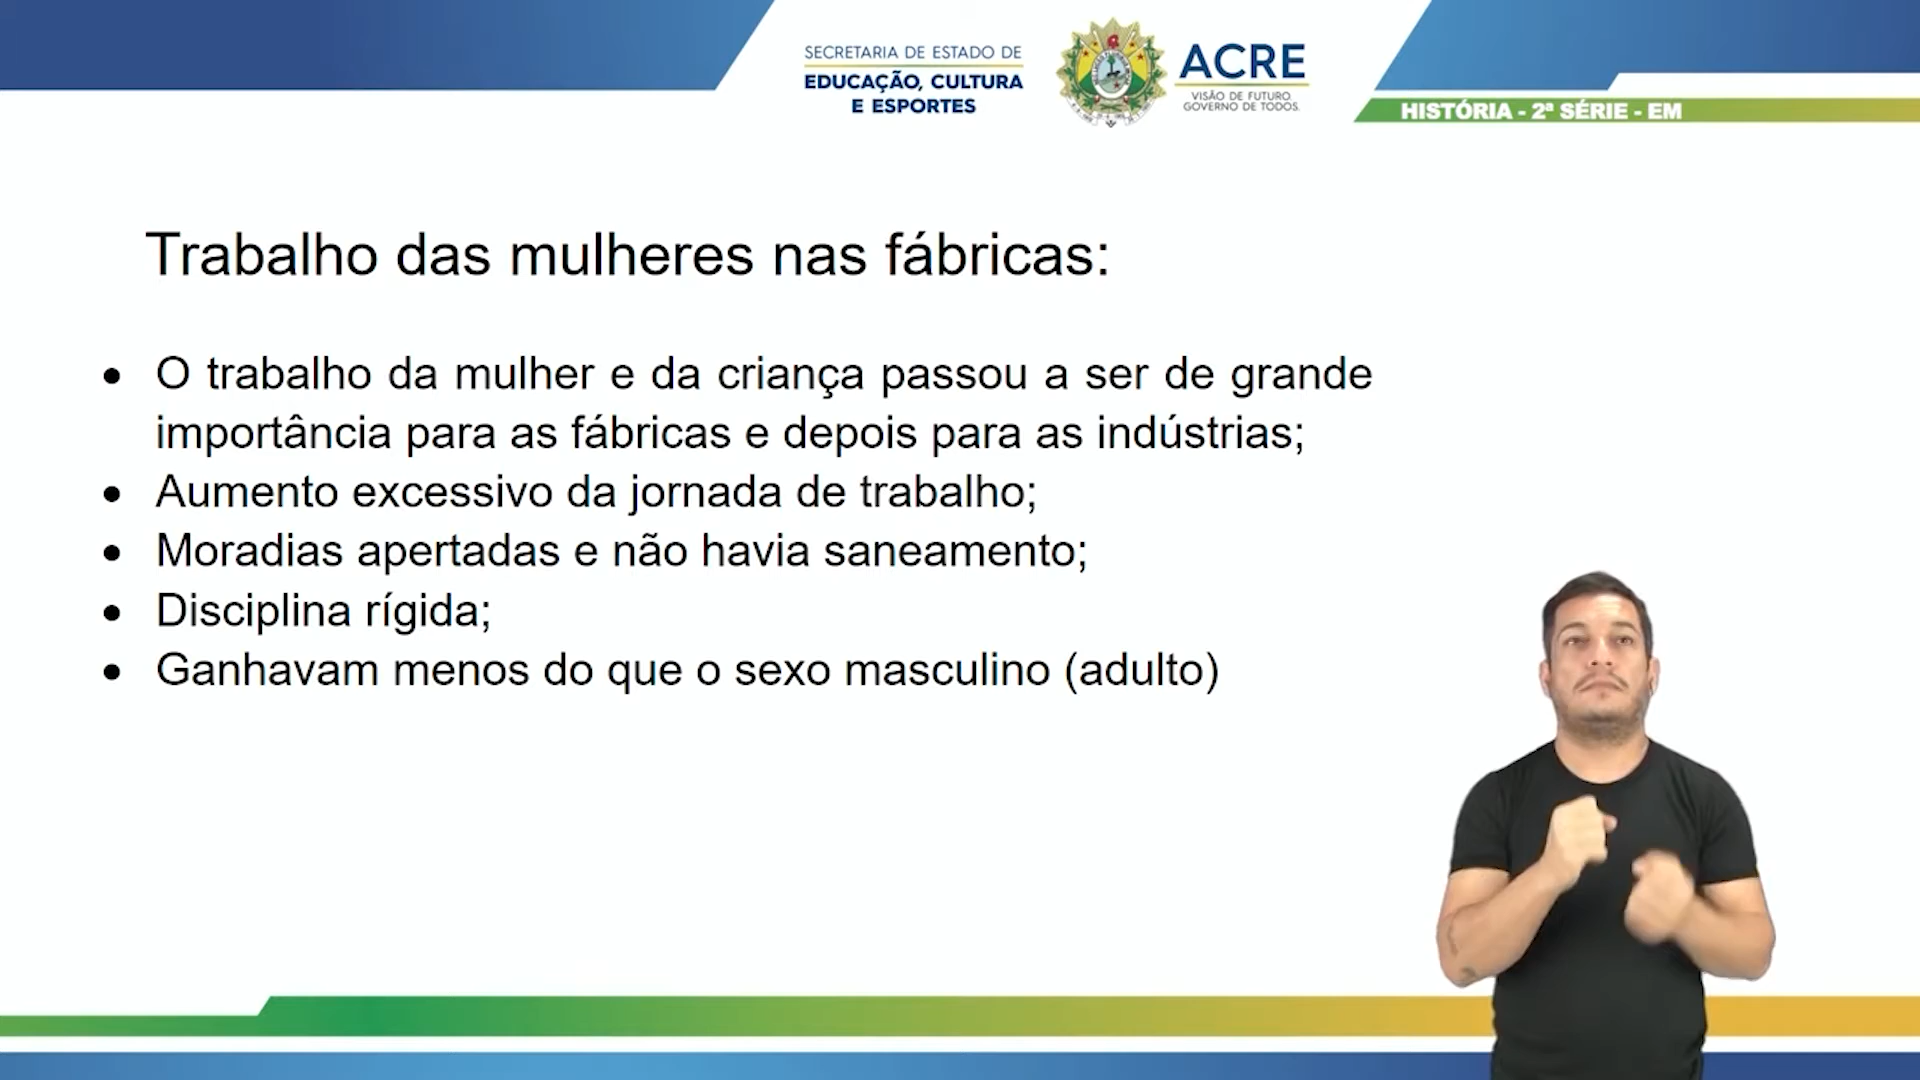 SECRETARIA DE ESTADO DE
EDUCAÇÃO, CULTURA
E ESPORTES
ACRE
VISÃO DE FUTURO.
GOVERNO DE TODOS.
HISTÓRIA - 2ª SÉRIE - EM
Trabalho das mulheres nas fábricas:
• O trabalho da mulher e da criança passou a ser de grande
importância para as fábricas e depois para as indústrias;
• Aumento excessivo da jornada de trabalho;
• Moradias apertadas e não havia saneamento;
• Disciplina rígida;
• Ganhavam menos do que o sexo masculino (adulto)